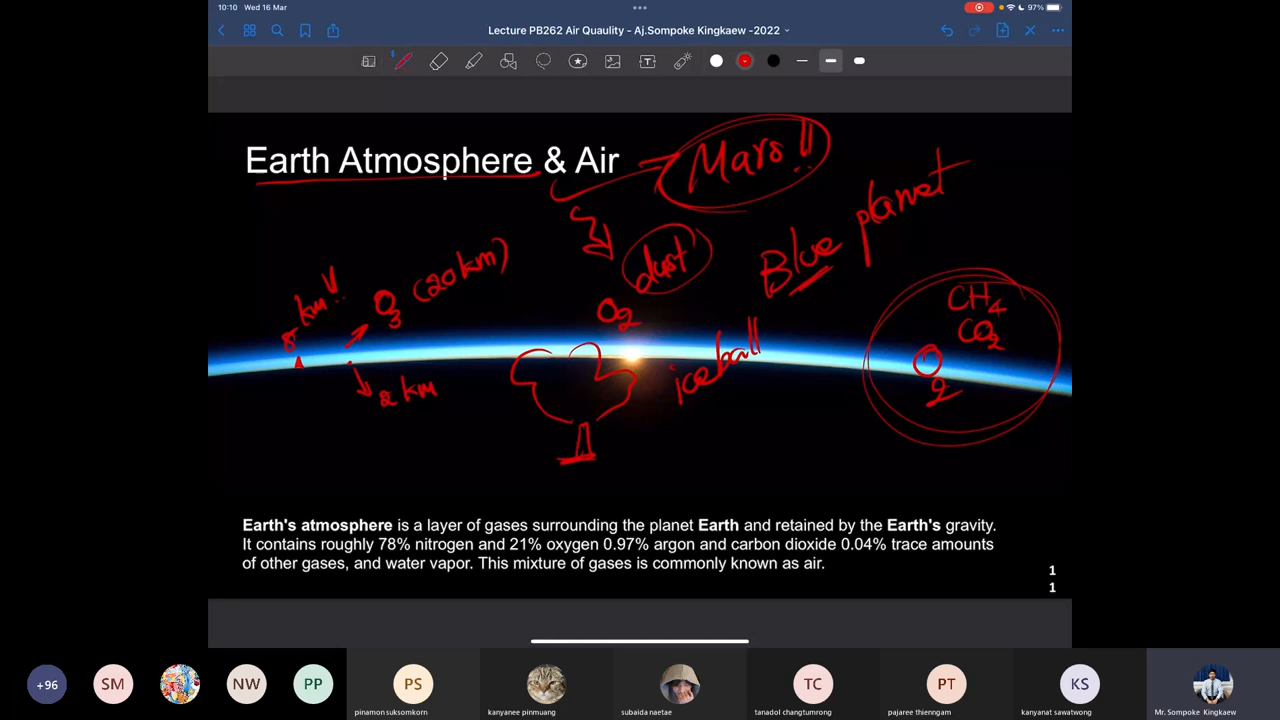 10:10 Wed 16 Mar
97%
Lecture PB262 Air Quaulity - Aj.Sompoke Kingkaew -2022
1
T
Earth Atmosphere & Air
Mars!!
Blue planet
dust
O3 (20km)
8 km!!
O2
CH4
CO2
O2
iceball
2 km
Earth's atmosphere is a layer of gases surrounding the planet Earth and retained by the Earth's gravity.
It contains roughly 78% nitrogen and 21% oxygen 0.97% argon and carbon dioxide 0.04% trace amounts
of other gases, and water vapor. This mixture of gases is commonly known as air.
1
1
+96
SM
NW
PP
PS
TC
PT
KS
pinamon suksomkorn
kanyanee pinmuang
subaida naetae
tanadol changtumrong
pajaree thienngam
kanyanat sawatwong
Mr. Sompoke Kingkaew